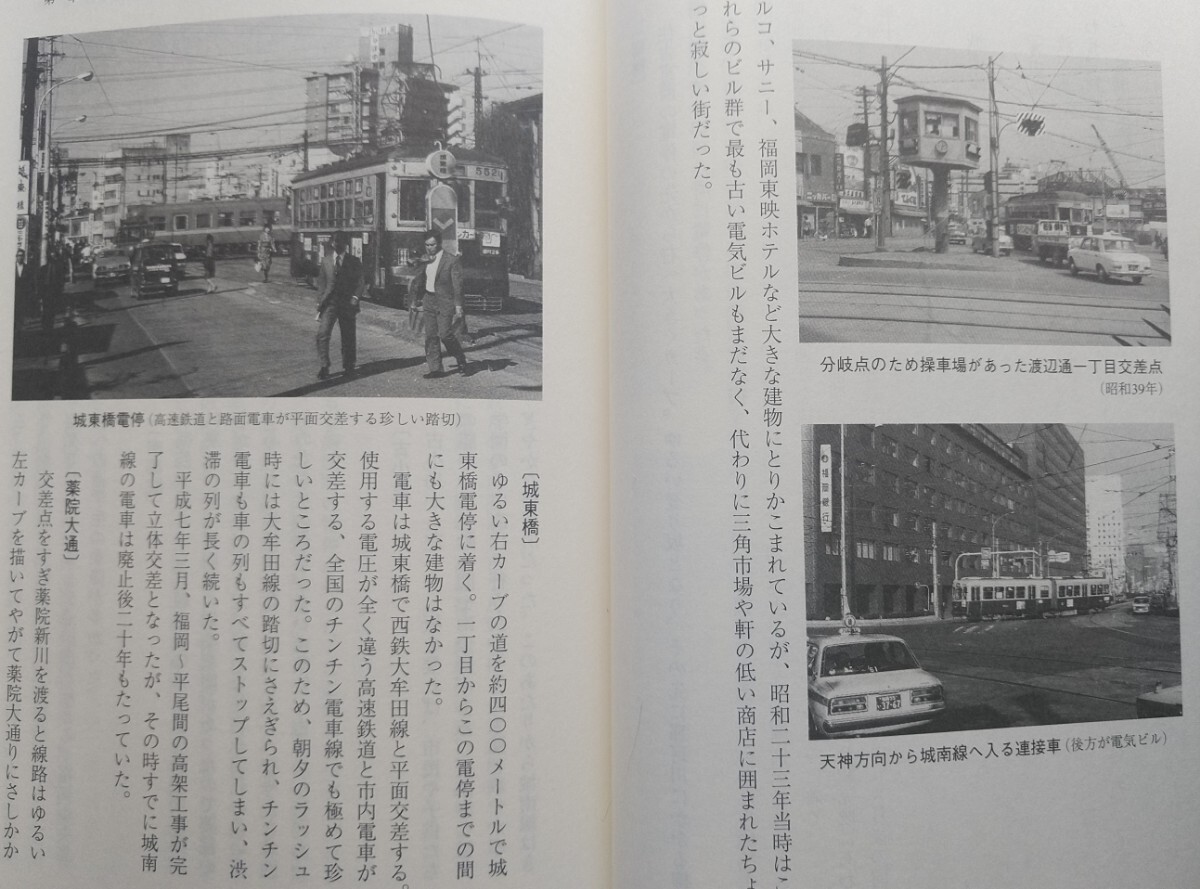 ルコ、サニー、福岡東映ホテルなど大きな建物にとりかこまれているが、昭和二十三年当時はこ
れらのビル群で最も古い電気ビルもまだなく、代わりに三角市場や軒の低い商店に囲まれたちょ
っと寂しい街だった。
分岐点のため操車場があった渡辺通一丁目交差点
(昭和39年)
福岡銀行
天神方向から城南線へ入る連接車(後方が電気ビル)
552
城東橋電停(高速鉄道と路面電車が平面交差する珍しい踏切)
〔城東橋〕
ゆるい右カーブの道を約四〇〇メートルで城
東橋電停に着く。一丁目からこの電停までの間
にも大きな建物はなかった。
電車は城東橋で西鉄大牟田線と平面交差する。
使用する電圧が全く違う高速鉄道と市内電車が
交差する、全国のチンチン電車線でも極めて珍
しいところだった。このため、朝夕のラッシュ
時には大牟田線の踏切にさえぎられ、チンチン
電車も車の列もすべてストップしてしまい、渋
滞の列が長く続いた。
平成七年三月、福岡〜平尾間の高架工事が完
了して立体交差となったが、その時すでに城南
線の電車は廃止後二十年もたっていた。
〔薬院大通〕
交差点をすぎ薬院新川を渡ると線路はゆるい
左カーブを描いてやがて薬院大通りにさしかか